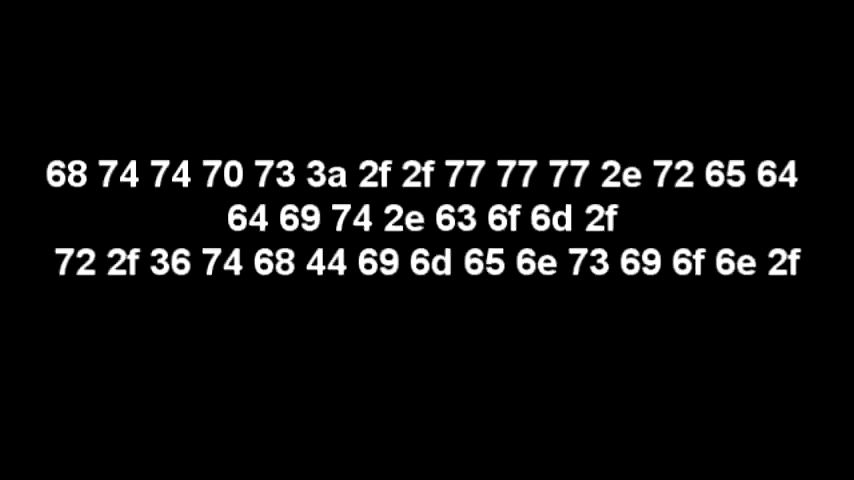 68 74 74 70 73 3a 2f 2f 77 77 77 2e 72 65 64
64 69 74 2e 63 6f 6d 2f
72 2f 36 74 68 44 69 6d 65 6e 73 69 6f 6e 2f